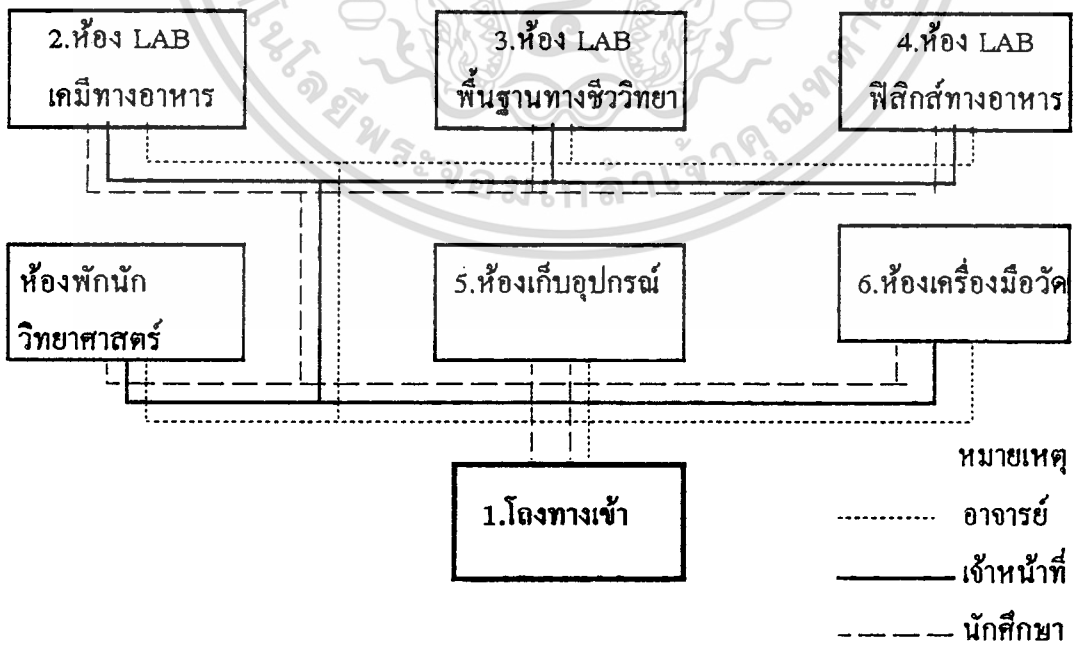 2.ห้อง LAB
เคมีทางอาหาร
3.ห้อง LAB
พื้นฐานทางชีววิทยา
4.ห้อง LAB
ฟิสิกส์ทางอาหาร
ห้องพักนัก
วิทยาศาสตร์
5.ห้องเก็บอุปกรณ์
6.ห้องเครื่องมือวัด
1.โถงทางเข้า
หมายเหตุ
อาจารย์
เจ้าหน้าที่
นักศึกษา